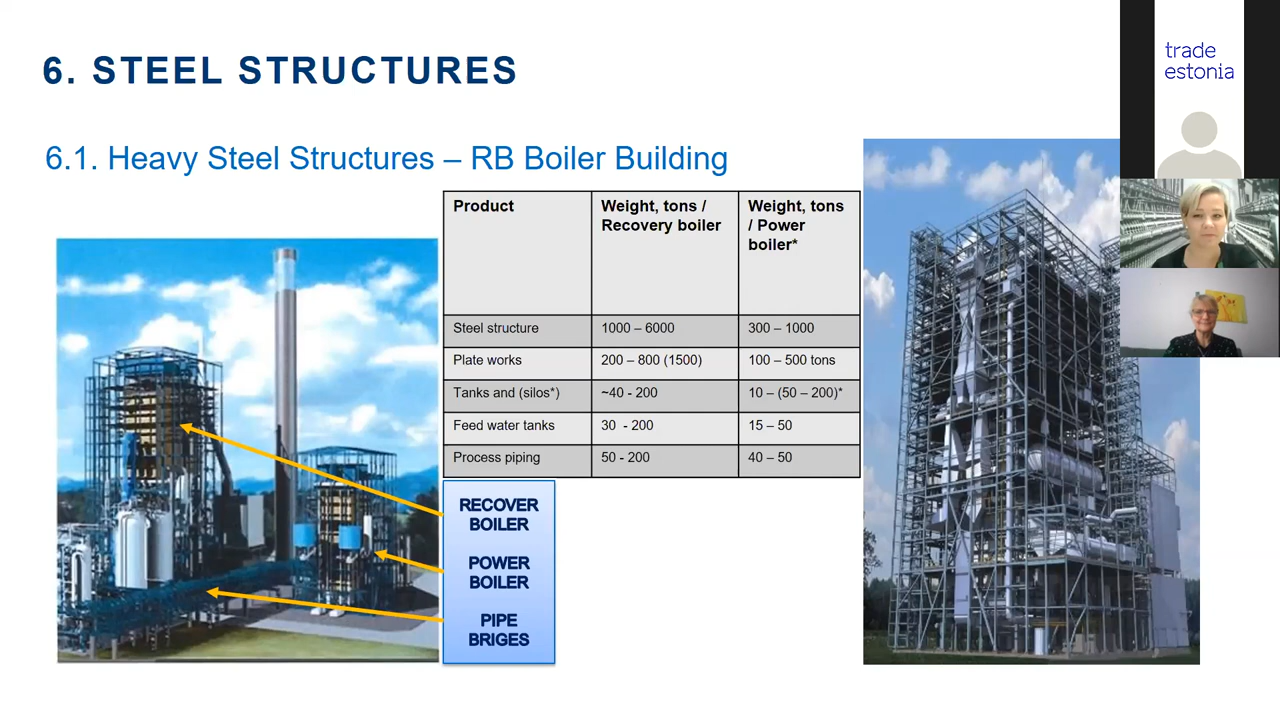 6. STEEL STRUCTURES
trade
estonia
6.1. Heavy Steel Structures – RB Boiler Building
Product
Weight, tons /
Recovery boiler
Weight, tons
/ Power
boiler*
Steel structure
1000 – 6000
300 – 1000
Plate works
200 – 800 (1500)
100 – 500 tons
Tanks and (silos*)
~40 - 200
10 – (50 – 200)*
Feed water tanks
30 - 200
15 – 50
Process piping
50 - 200
40 – 50
RECOVER
BOILER
POWER
BOILER
PIPE
BRIGES